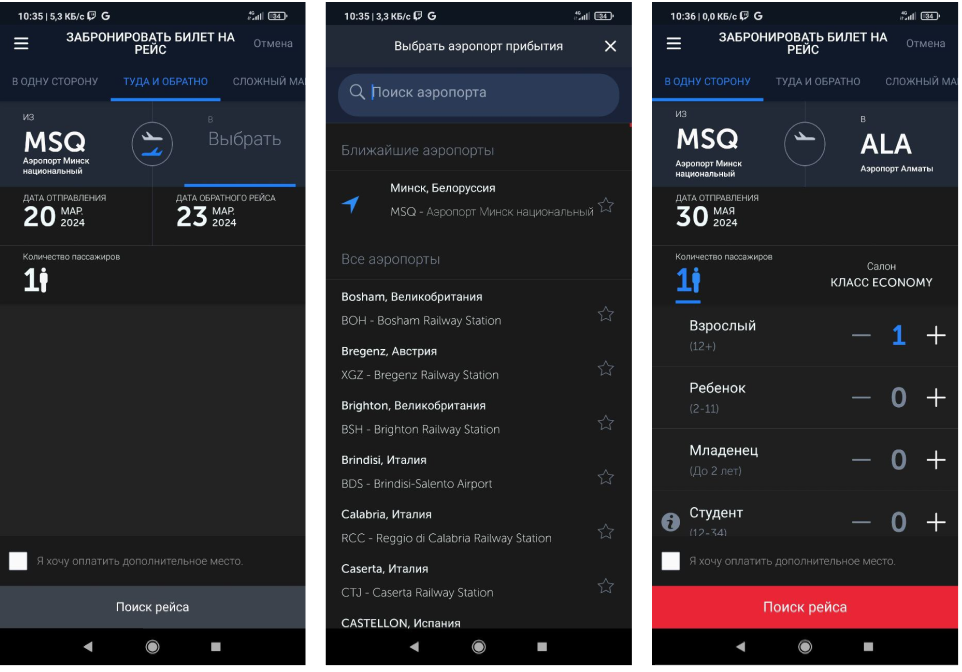 10:35 | 5,3 КБ/с G
4G 34
ЗАБРОНИРОВАТЬ БИЛЕТ НА
РЕЙС
Отмена
В ОДНУ СТОРОНУ ТУДА И ОБРАТНО СЛОЖНЫЙ МА
ИЗ
MSQ
Аэропорт Минск
национальный
В
Выбрать
ДАТА ОТПРАВЛЕНИЯ
20 МАР.
2024
ДАТА ОБРАТНОГО РЕЙСА
23 МАР.
2024
Количество пассажиров
1
Я хочу оплатить дополнительное место.
Поиск рейса
10:35 | 3,3 КБ/с G
4G 34
Выбрать аэропорт прибытия
Поиск аэропорта
Ближайшие аэропорты
Минск, Белоруссия
MSQ - Аэропорт Минск национальный
Все аэропорты
Bosham, Великобритания
BOH - Bosham Railway Station
Bregenz, Австрия
XGZ - Bregenz Railway Station
Brighton, Великобритания
BSH - Brighton Railway Station
Brindisi, Италия
BDS - Brindisi-Salento Airport
Calabria, Италия
RCC - Reggio di Calabria Railway Station
Caserta, Италия
CTJ - Caserta Railway Station
CASTELLON, Испания
10:36 | 0,0 КБ/с G
4G 34
ЗАБРОНИРОВАТЬ БИЛЕТ НА
РЕЙС
Отмена
В ОДНУ СТОРОНУ ТУДА И ОБРАТНО СЛОЖНЫЙ МА
ИЗ
MSQ
Аэропорт Минск
национальный
В
ALA
Аэропорт Алматы
ДАТА ОТПРАВЛЕНИЯ
30 МАЯ
2024
Количество пассажиров
1
Салон
КЛАСС ECONOMY
Взрослый
(12+)
— 1 +
Ребенок
(2-11)
— 0 +
Младенец
(До 2 лет)
— 0 +
Студент
(12-34)
— 0 +
Я хочу оплатить дополнительное место.
Поиск рейса